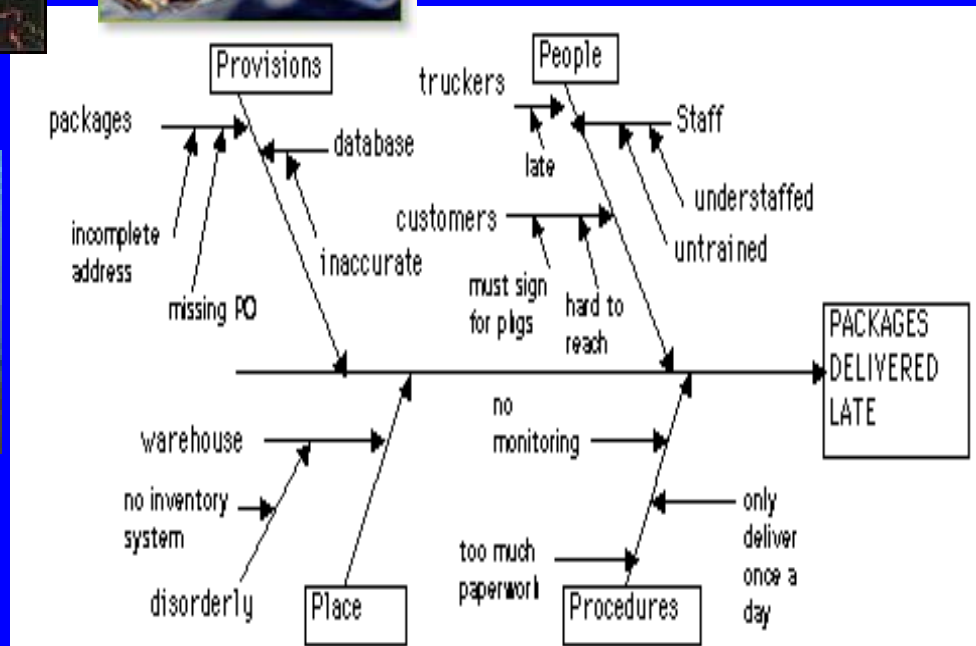 Provisions
People
truckers
packages
database
Staff
late
understaffed
customers
untrained
incomplete
address
inaccurate
must sign
for pkgs
hard to
reach
missing PO
PACKAGES
DELIVERED
LATE
no
monitoring
warehouse
no inventory
system
only
deliver
once a
day
too much
paperwork
disorderly
Place
Procedures